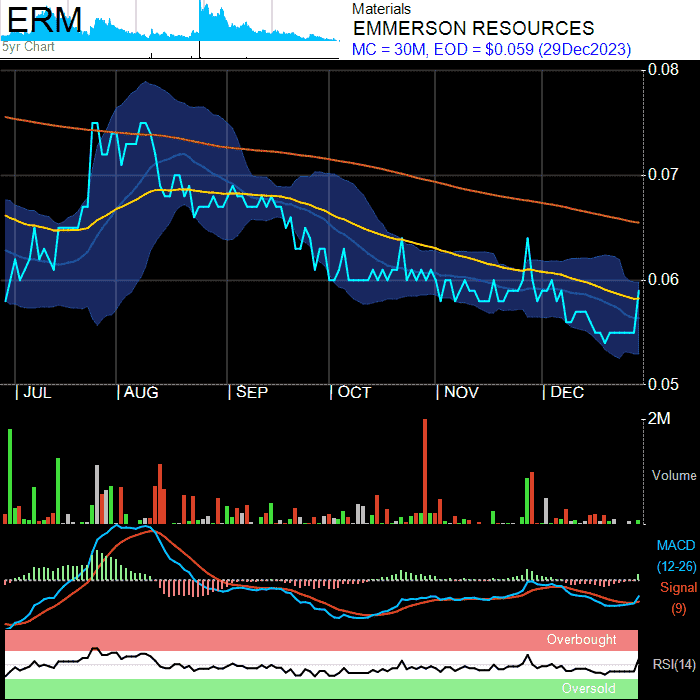 ERM
5yr Chart
Materials
EMMERSON RESOURCES
MC = 30M, EOD = $0.059 (29Dec2023)
0.08
0.07
0.06
0.05
| JUL | AUG | SEP | OCT | NOV | DEC
2M
Volume
MACD
(12-26)
Signal
(9)
Overbought
RSI(14)
Oversold